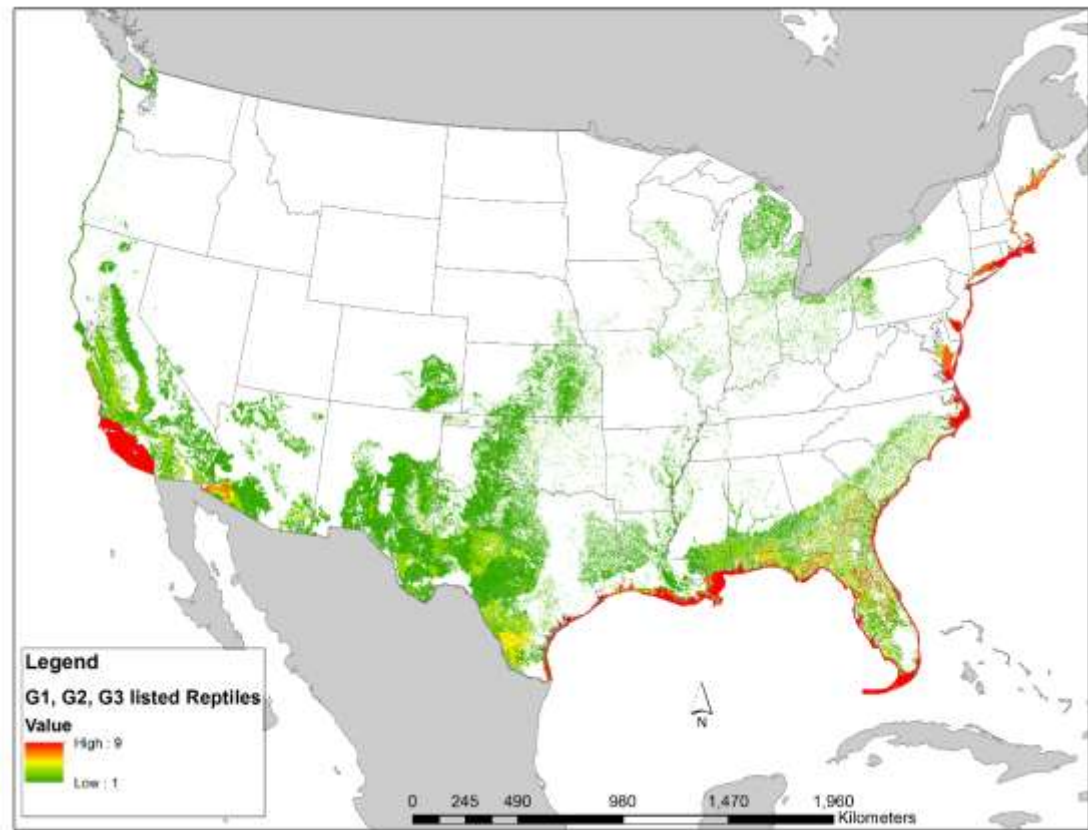 Legend
G1, G2, G3 listed Reptiles
Value
High : 9
Low : 1
N
0 245 490 980 1,470 1,960
Kilometers